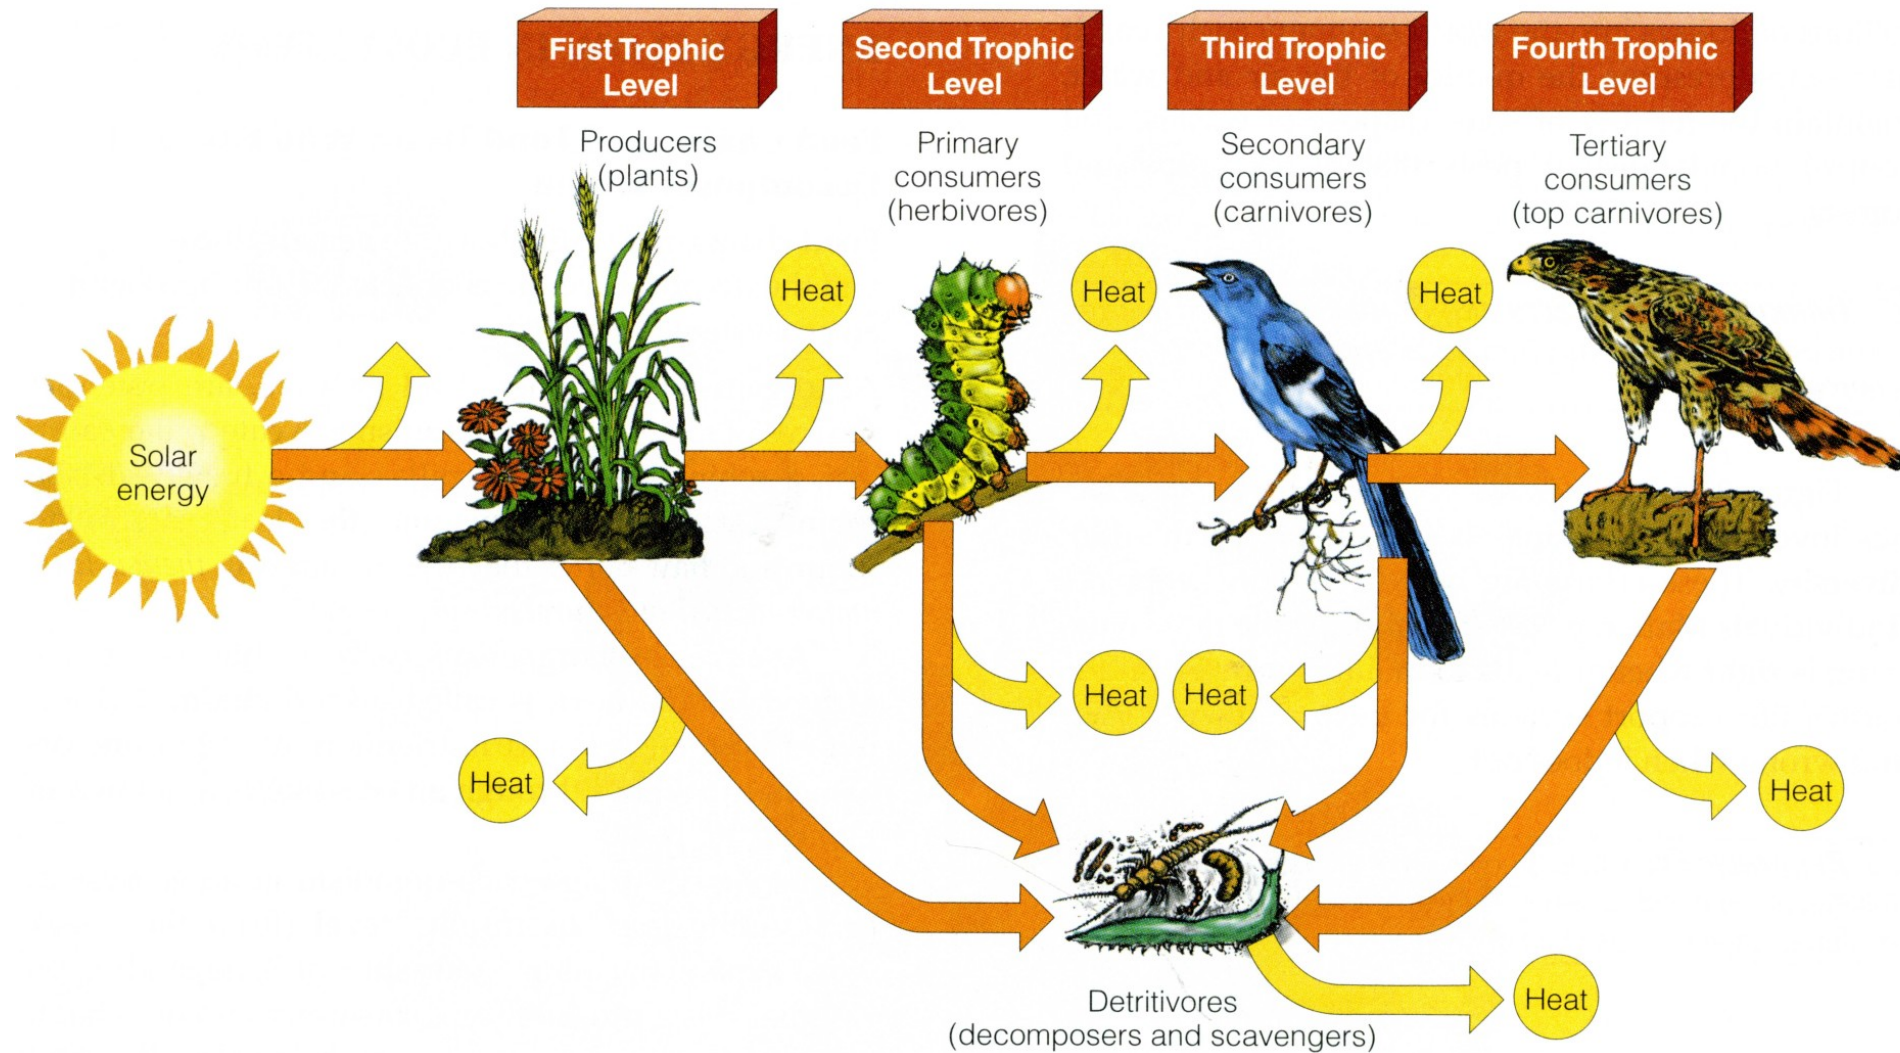 First Trophic
Level
Second Trophic
Level
Third Trophic
Level
Fourth Trophic
Level
Producers
(plants)
Primary
consumers
(herbivores)
Secondary
consumers
(carnivores)
Tertiary
consumers
(top carnivores)
Heat
Heat
Heat
Solar
energy
Heat
Heat
Heat
Heat
Detritivores
(decomposers and scavengers)
Heat